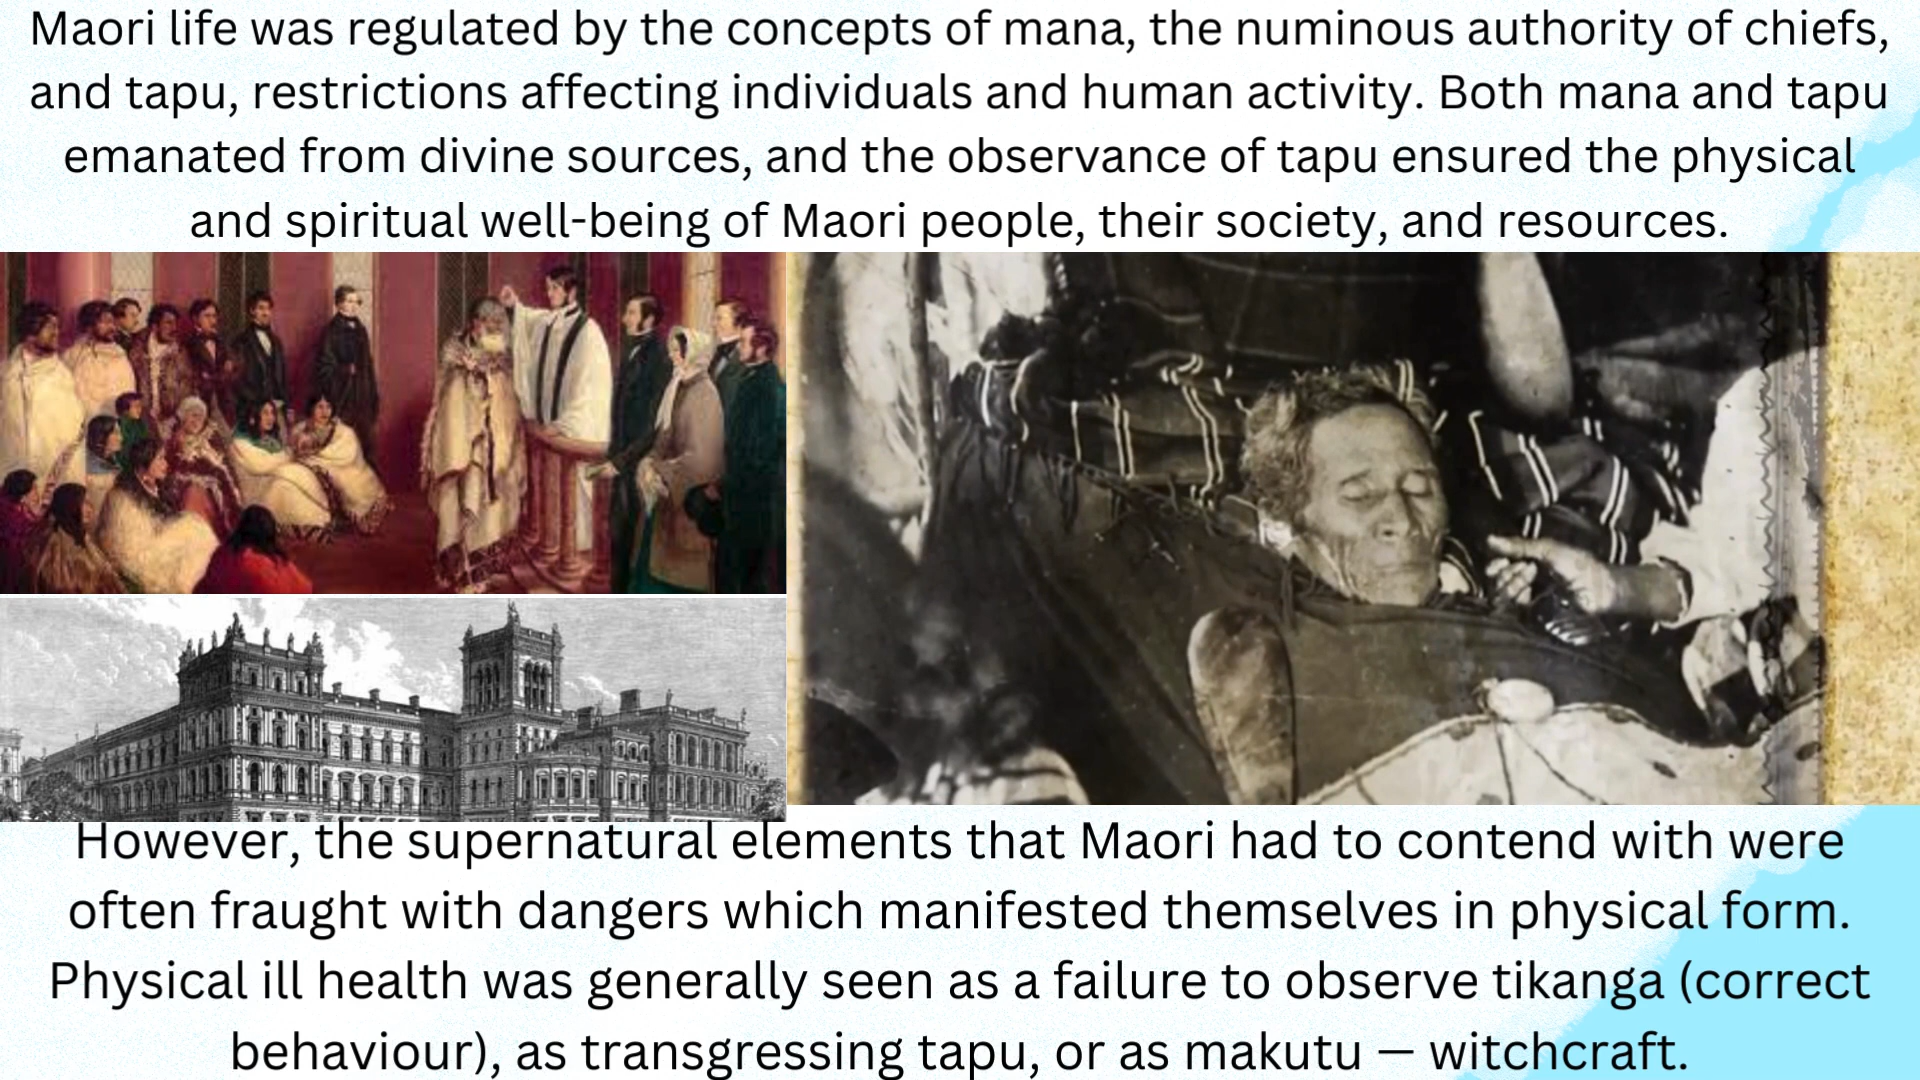 Maori life was regulated by the concepts of mana, the numinous authority of chiefs,
and tapu, restrictions affecting individuals and human activity. Both mana and tapu
emanated from divine sources, and the observance of tapu ensured the physical
and spiritual well-being of Maori people, their society, and resources.
However, the supernatural elements that Maori had to contend with were
often fraught with dangers which manifested themselves in physical form.
Physical ill health was generally seen as a failure to observe tikanga (correct
behaviour), as transgressing tapu, or as makutu — witchcraft.